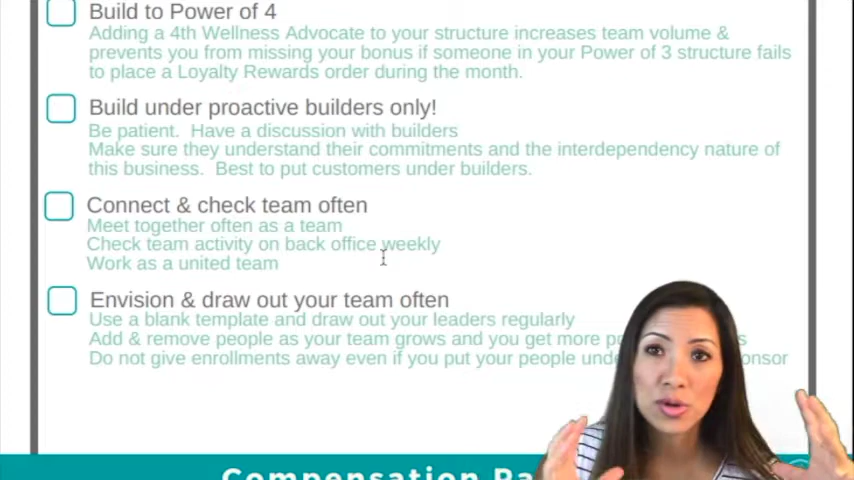 Build to Power of 4
Adding a 4th Wellness Advocate to your structure increases team volume &
prevents you from missing your bonus if someone in your Power of 3 structure fails
to place a Loyalty Rewards order during the month.
Build under proactive builders only!
Be patient. Have a discussion with builders
Make sure they understand their commitments and the interdependency nature of
this business. Best to put customers under builders.
Connect & check team often
Meet together often as a team
Check team activity on back office weekly
Work as a united team
Envision & draw out your team often
Use a blank template and draw out your leaders regularly
Add & remove people as your team grows and you get more
Do not give enrollments away even if you put your people
Compensation